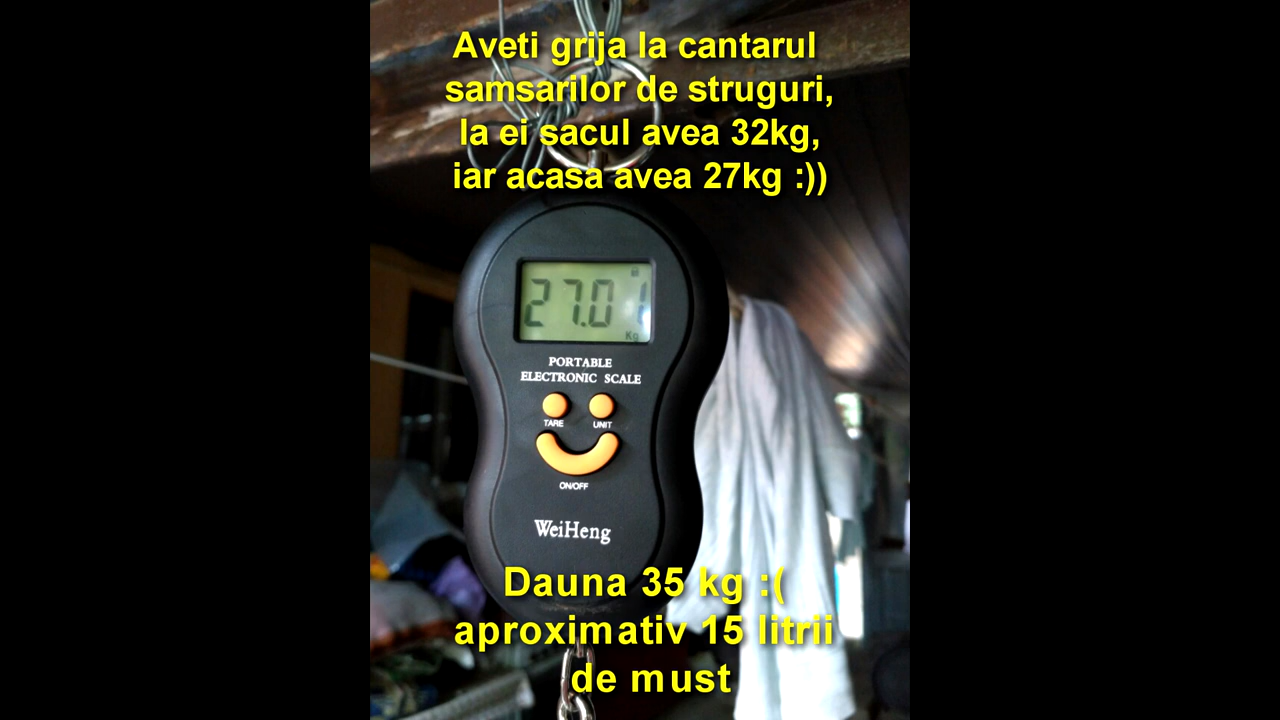 Aveti grija la cantarul
samsarilor de struguri,
la ei sacul avea 32kg,
iar acasa avea 27kg :))
27.01
Kg
PORTABLE
ELECTRONIC SCALE
TARE UNIT
ON/OFF
WeiHeng
Dauna 35 kg :(
aproximativ 15 litrii
de must